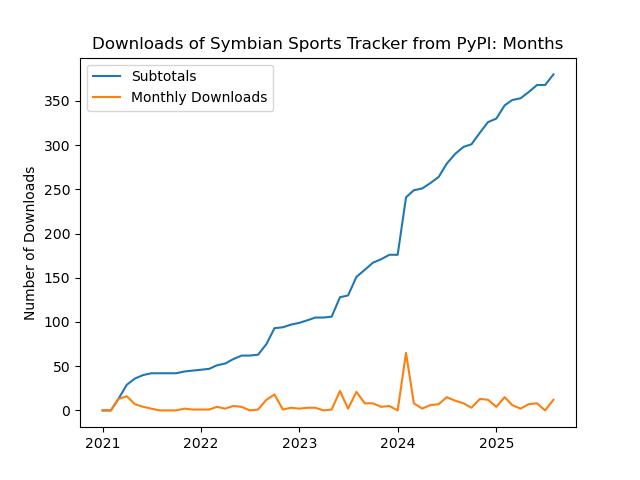 Downloads of Symbian Sports Tracker from PyPI: Months
Subtotals
Monthly Downloads
Number of Downloads
350
300
250
200
150
100
50
0
2021 2022 2023 2024 2025